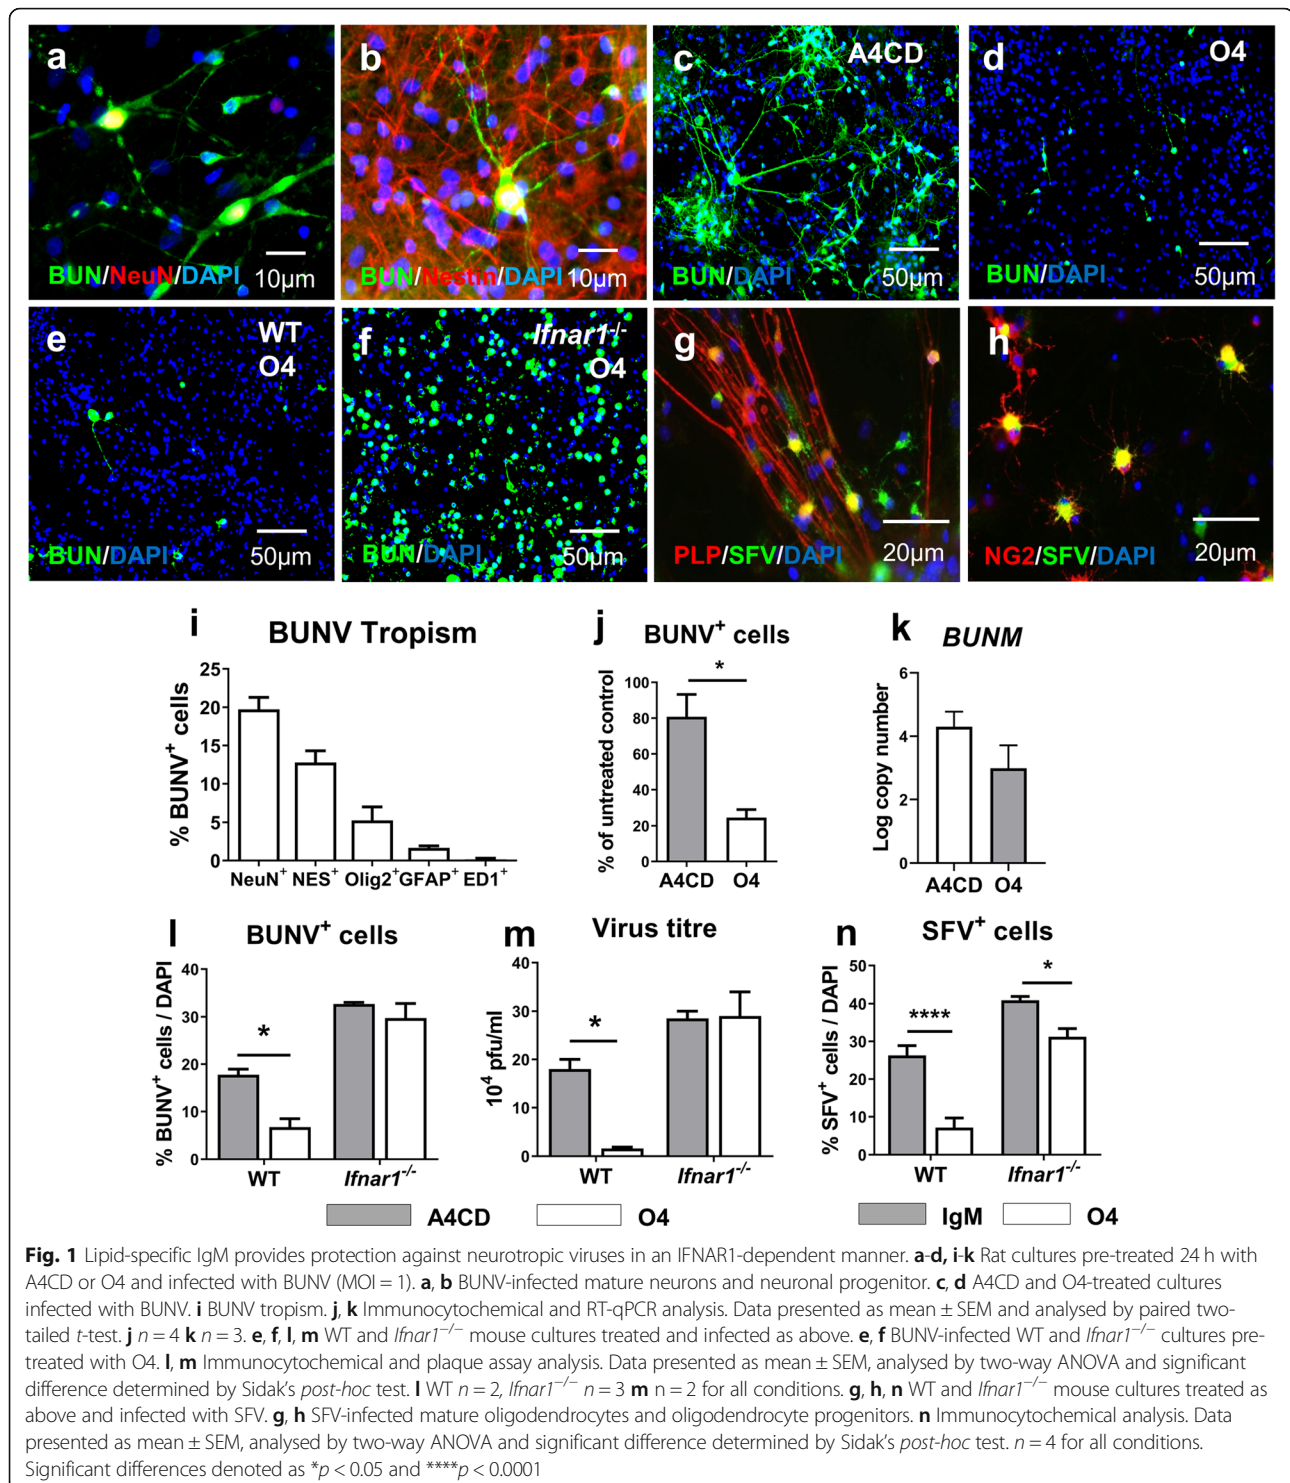 a
BUN/NeuN/DAPI
10µm
b
BUN/Nestin/DAPI
10µm
c
A4CD
BUN/DAPI
50µm
d
O4
BUN/DAPI
50µm
e
WT
O4
BUN/DAPI
50µm
f
Ifnar1-/-
O4
BUN/DAPI
50µm
g
PLP/SFV/DAPI
20µm
h
NG2/SFV/DAPI
20µm
i
BUNV Tropism
% BUNV+ cells
25
20
15
10
5
0
NeuN+ NES+ Olig2+ GFAP+ ED1+
j
BUNV+ cells
% of untreated control
100
80
60
40
20
0
*
A4CD O4
k
BUNM
Log copy number
6
4
2
0
A4CD O4
l
BUNV+ cells
% BUNV+ cells / DAPI
40
30
20
10
0
*
WT Ifnar1-/-
m
Virus titre
10^4 pfu/ml
40
30
20
10
0
*
WT Ifnar1-/-
A4CD O4
n
SFV+ cells
% SFV+ cells / DAPI
50
40
30
20
10
0
****
*
WT Ifnar1-/-
IgM O4
Fig. 1 Lipid-specific IgM provides protection against neurotropic viruses in an IFNAR1-dependent manner. a-d, i-k Rat cultures pre-treated 24 h with
A4CD or O4 and infected with BUNV (MOI = 1). a, b BUNV-infected mature neurons and neuronal progenitor. c, d A4CD and O4-treated cultures
infected with BUNV. i BUNV tropism. j, k Immunocytochemical and RT-qPCR analysis. Data presented as mean ± SEM and analysed by paired two-
tailed t-test. j n = 4 k n = 3. e, f, l, m WT and Ifnar1−/− mouse cultures treated and infected as above. e, f BUNV-infected WT and Ifnar1−/− cultures pre-
treated with O4. l, m Immunocytochemical and plaque assay analysis. Data presented as mean ± SEM, analysed by two-way ANOVA and significant
difference determined by Sidak's post-hoc test. l WT n = 2, Ifnar1−/− n = 3 m n = 2 for all conditions. g, h, n WT and Ifnar1−/− mouse cultures treated as
above and infected with SFV. g, h SFV-infected mature oligodendrocytes and oligodendrocyte progenitors. n Immunocytochemical analysis. Data
presented as mean ± SEM, analysed by two-way ANOVA and significant difference determined by Sidak's post-hoc test. n = 4 for all conditions.
Significant differences denoted as *p < 0.05 and ****p < 0.0001